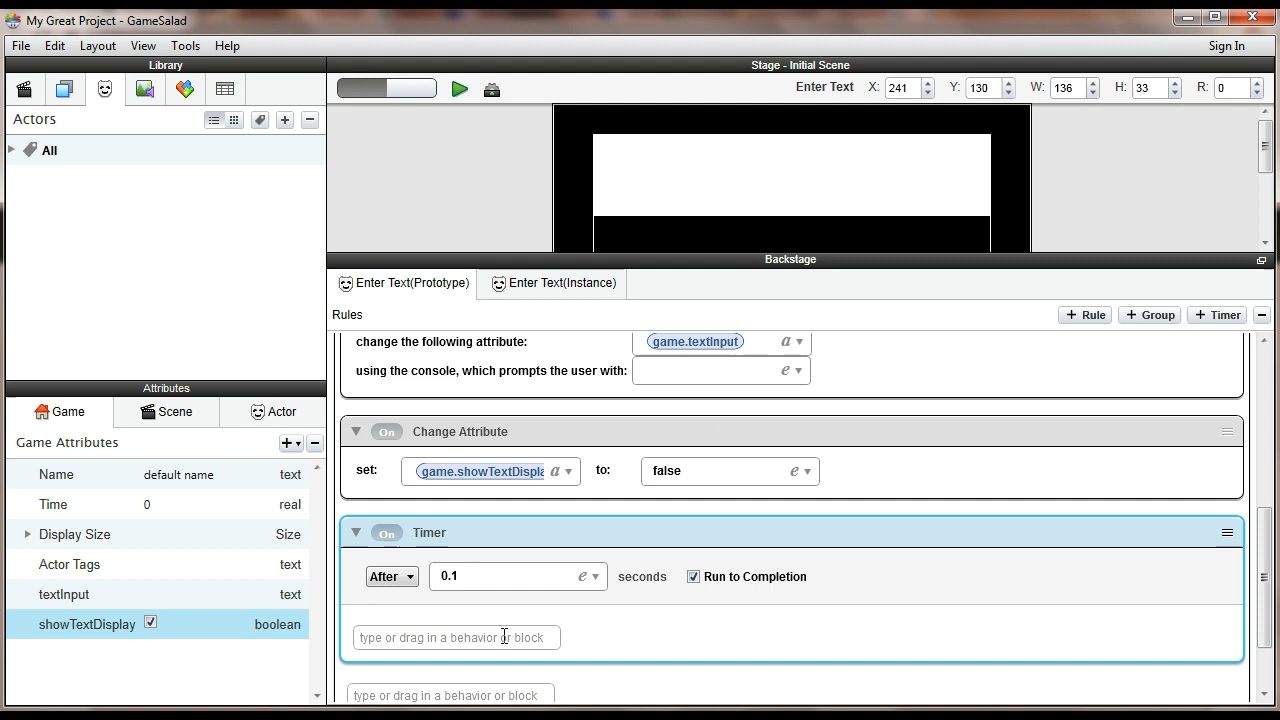 My Great Project - GameSalad
File Edit Layout View Tools Help Sign In
Library
Stage - Initial Scene
Enter Text X: 241 Y: 130 W: 136 H: 33 R: 0
Actors
All
Backstage
Enter Text(Prototype) Enter Text(Instance)
Rules + Rule + Group + Timer
change the following attribute: game.textInput a
using the console, which prompts the user with: e
On Change Attribute
set: game.showTextDispla a to: false e
On Timer
After 0.1 e seconds Run to Completion
type or drag in a behavior or block
type or drag in a behavior or block
Attributes
Game Scene Actor
Game Attributes
Name default name text
Time 0 real
Display Size Size
Actor Tags text
textInput text
showTextDisplay boolean